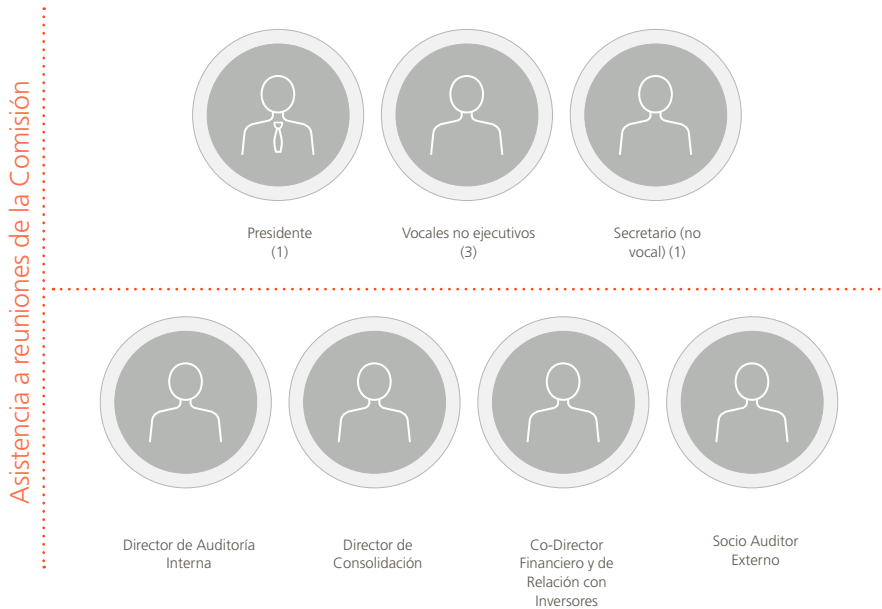 Asistencia a reuniones de la Comisión
Presidente
(1)
Vocales no ejecutivos
(3)
Secretario (no
vocal) (1)
Director de Auditoría
Interna
Director de
Consolidación
Co-Director
Financiero y de
Relación con
Inversores
Socio Auditor
Externo